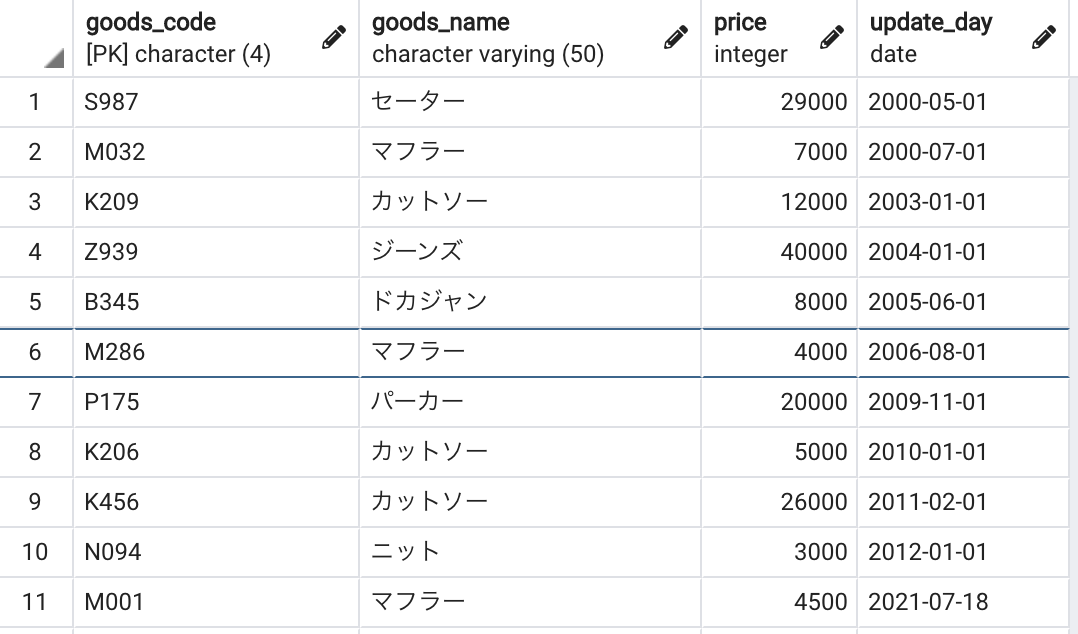 goods_code goods_name price update_day
[PK] character (4) character varying (50) integer date
1 S987 セーター 29000 2000-05-01
2 M032 マフラー 7000 2000-07-01
3 K209 カットソー 12000 2003-01-01
4 Z939 ジーンズ 40000 2004-01-01
5 B345 ドカジャン 8000 2005-06-01
6 M286 マフラー 4000 2006-08-01
7 P175 パーカー 20000 2009-11-01
8 K206 カットソー 5000 2010-01-01
9 K456 カットソー 26000 2011-02-01
10 N094 ニット 3000 2012-01-01
11 M001 マフラー 4500 2021-07-18